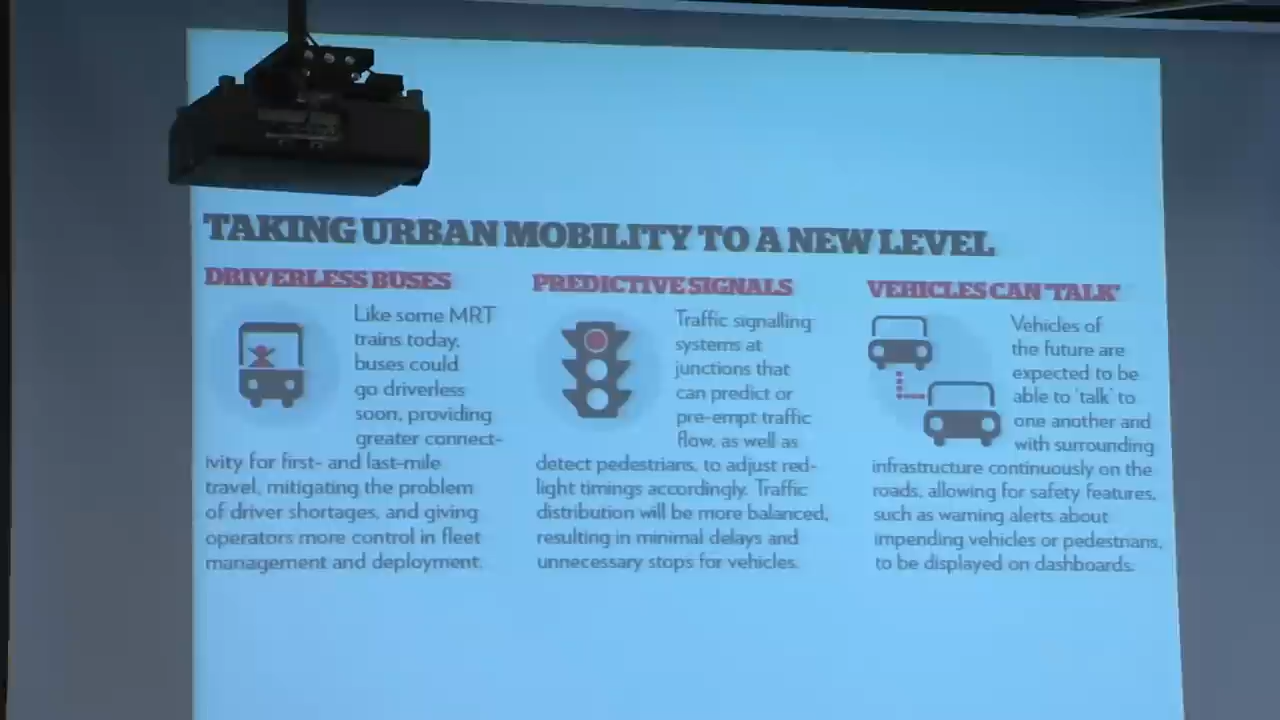 TAKING URBAN MOBILITY TO A NEW LEVEL
DRIVERLESS BUSES
Like some MRT
trains today,
buses could
go driverless
soon, providing
greater connect-
ivity for first- and last-mile
travel, mitigating the problem
of driver shortages, and giving
operators more control in fleet
management and deployment.
PREDICTIVE SIGNALS
Traffic signalling
systems at
junctions that
can predict or
pre-empt traffic
flow, as well as
detect pedestrians, to adjust red-
light timings accordingly. Traffic
distribution will be more balanced,
resulting in minimal delays and
unnecessary stops for vehicles.
VEHICLES CAN 'TALK'
Vehicles of
the future are
expected to be
able to 'talk' to
one another and
with surrounding
infrastructure continuously on the
roads, allowing for safety features,
such as warning alerts about
impending vehicles or pedestrians,
to be displayed on dashboards.